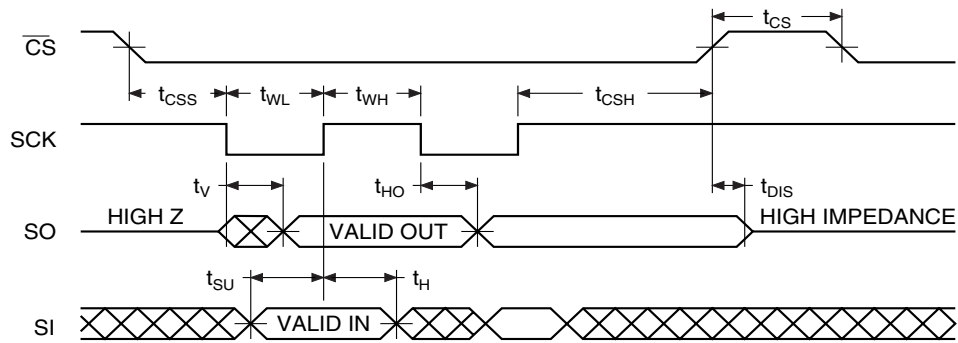 t_CS
C̅S̅
t_CSS t_WL t_WH t_CSH
SCK
t_V t_HO t_DIS
HIGH Z VALID OUT HIGH IMPEDANCE
SO
t_SU t_H
SI VALID IN